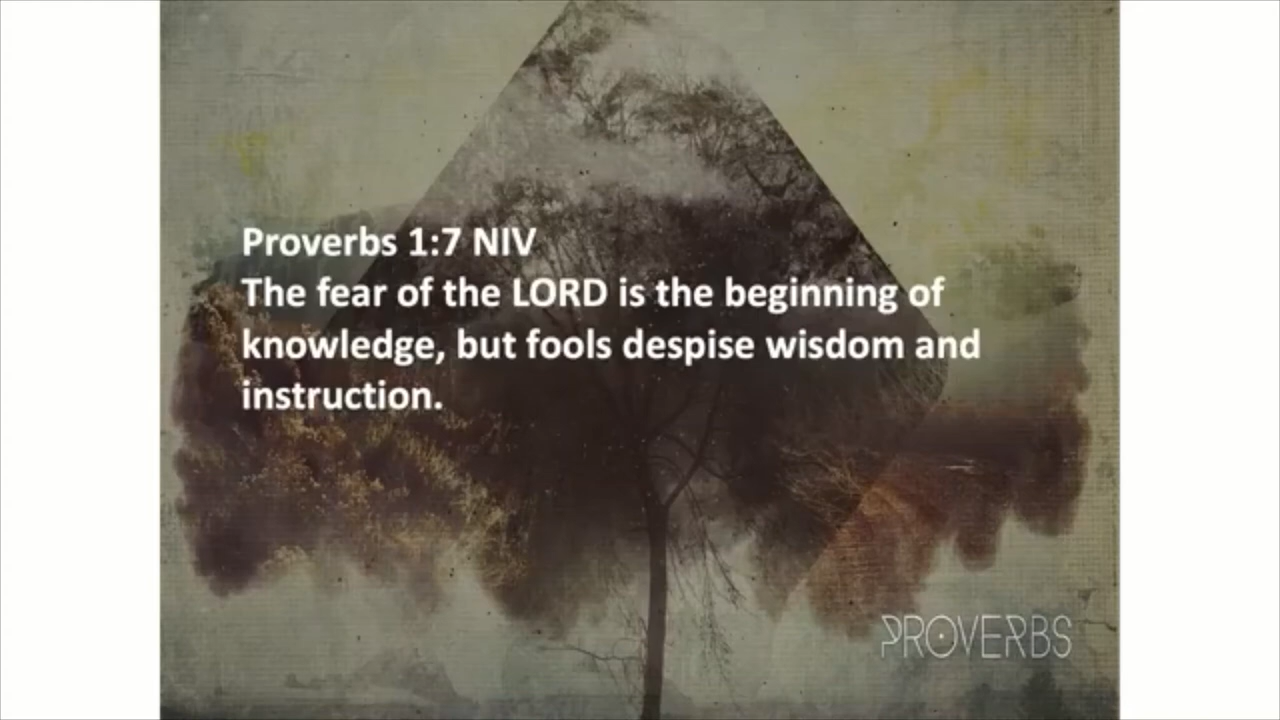 Proverbs 1:7 NIV
The fear of the LORD is the beginning of
knowledge, but fools despise wisdom and
instruction.
PROVERBS